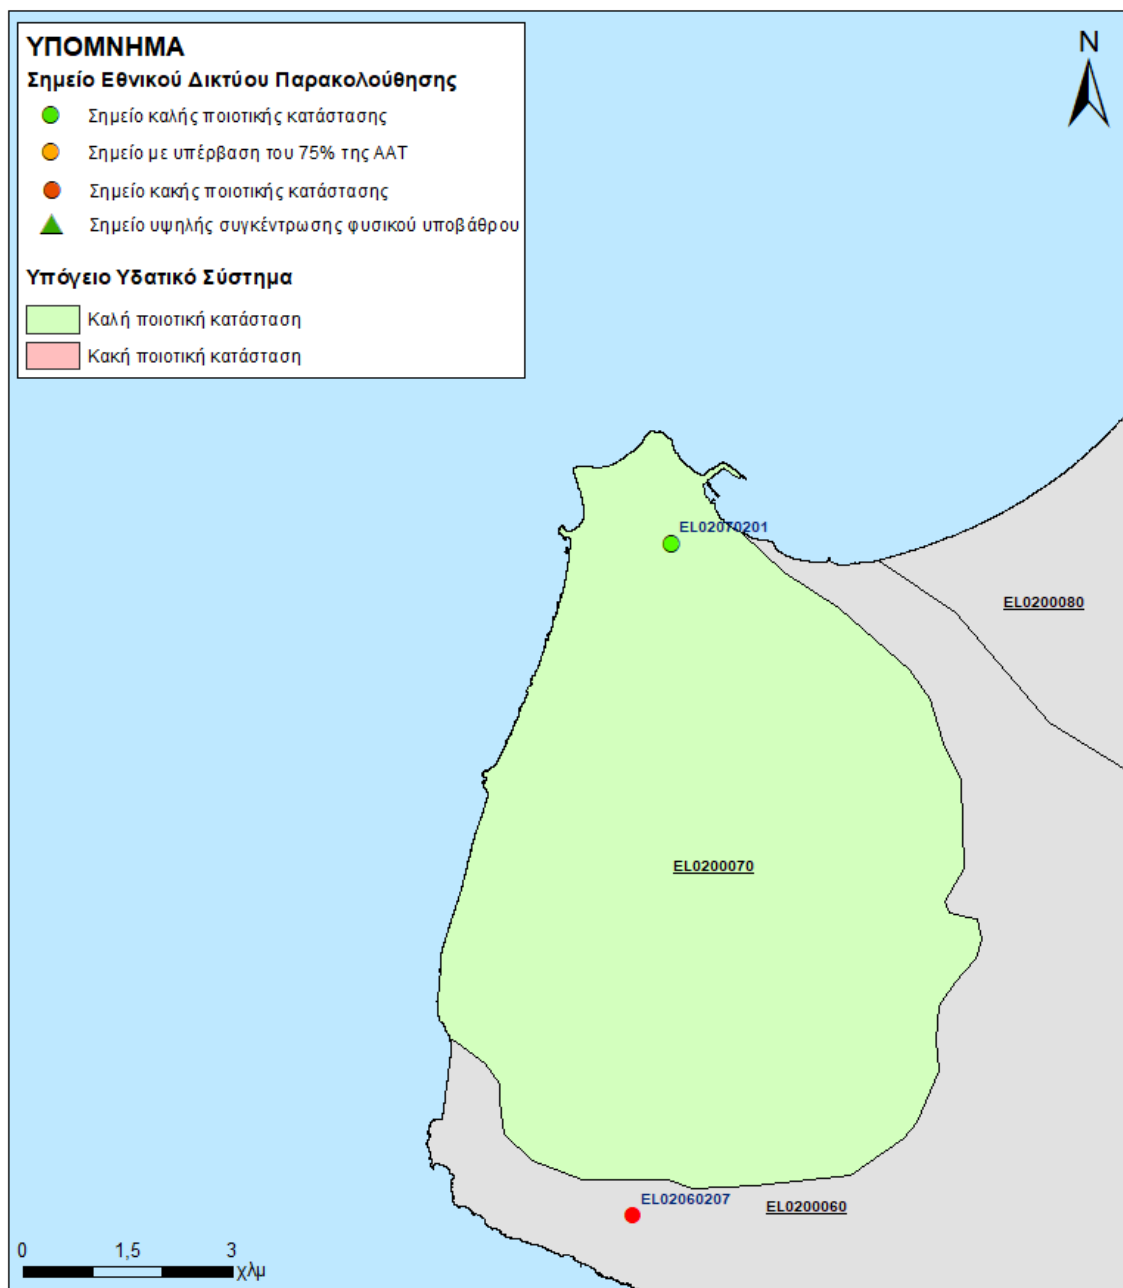 ΥΠΟΜΝΗΜΑ
Σημείο Εθνικού Δικτύου Παρακολούθησης
Σημείο καλής ποιοτικής κατάστασης
Σημείο με υπέρβαση του 75% της ΑΑΤ
Σημείο κακής ποιοτικής κατάστασης
Σημείο υψηλής συγκέντρωσης φυσικού υποβάθρου
Υπόγειο Υδατικό Σύστημα
Καλή ποιοτική κατάσταση
Κακή ποιοτική κατάσταση
N
EL02070201
EL0200080
EL0200070
EL02060207
EL0200060
0 1,5 3
χλμ